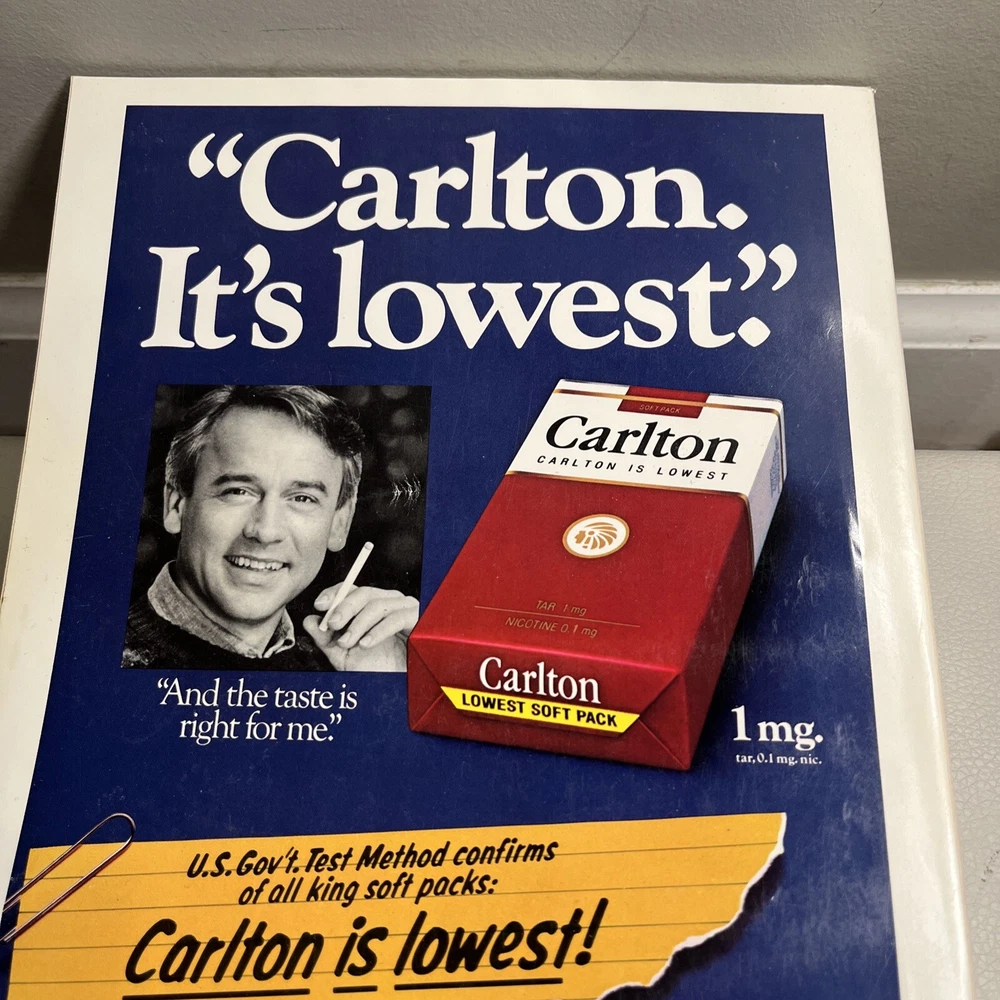 “Carlton.
It’s lowest.”
SOFT PACK
Carlton
CARLTON IS LOWEST
TAR 1 mg
NICOTINE 0.1 mg
Carlton
LOWEST SOFT PACK
“And the taste is
right for me.”
1 mg.
tar, 0.1 mg. nic.
U.S. Gov't. Test Method confirms
of all king soft packs:
Carlton is lowest!